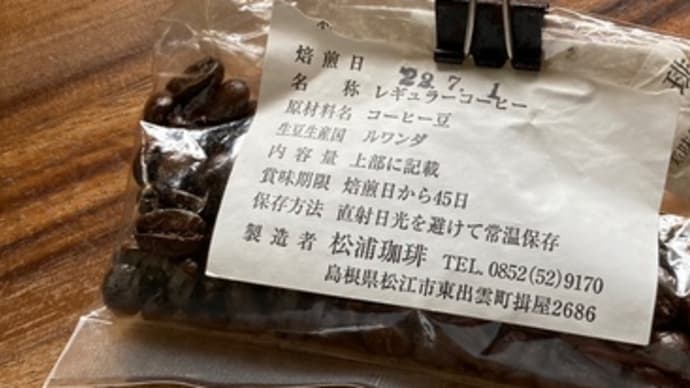 焙煎日 '22.7.1
名称 レギュラーコーヒー
原材料名 コーヒー豆
生豆生産国 ルワンダ
内容量 上部に記載
賞味期限 焙煎日から45日
保存方法 直射日光を避けて常温保存
製造者 松浦珈琲 TEL.0852(52)9170
島根県松江市東出雲町揖屋2686